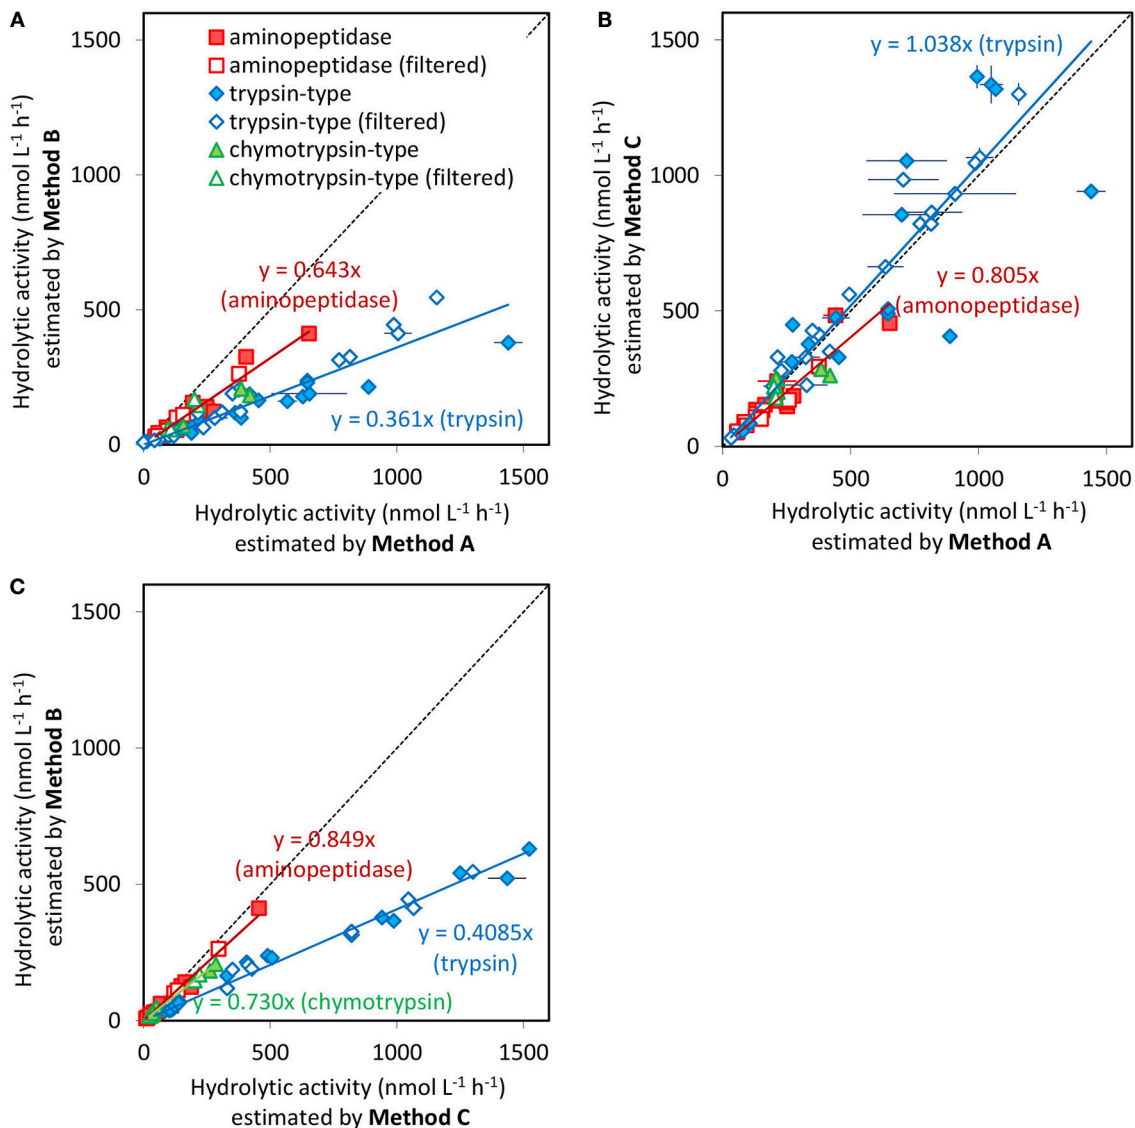 A
1500
1000
500
0
0
500
1000
1500
Hydrolytic activity (nmol L⁻¹ h⁻¹)
estimated by Method B
aminopeptidase
aminopeptidase (filtered)
trypsin-type
trypsin-type (filtered)
chymotrypsin-type
chymotrypsin-type (filtered)
y = 0.643x
(aminopeptidase)
y = 0.361x (trypsin)
Hydrolytic activity (nmol L⁻¹ h⁻¹)
estimated by Method A
B
1500
1000
500
0
0
500
1000
1500
Hydrolytic activity (nmol L⁻¹ h⁻¹)
estimated by Method C
y = 1.038x (trypsin)
y = 0.805x
(amonopeptidase)
Hydrolytic activity (nmol L⁻¹ h⁻¹)
estimated by Method A
C
1500
1000
500
0
0
500
1000
1500
Hydrolytic activity (nmol L⁻¹ h⁻¹)
estimated by Method B
y = 0.849x
(aminopeptidase)
y = 0.4085x
(trypsin)
y = 0.730x (chymotrypsin)
Hydrolytic activity (nmol L⁻¹ h⁻¹)
estimated by Method C